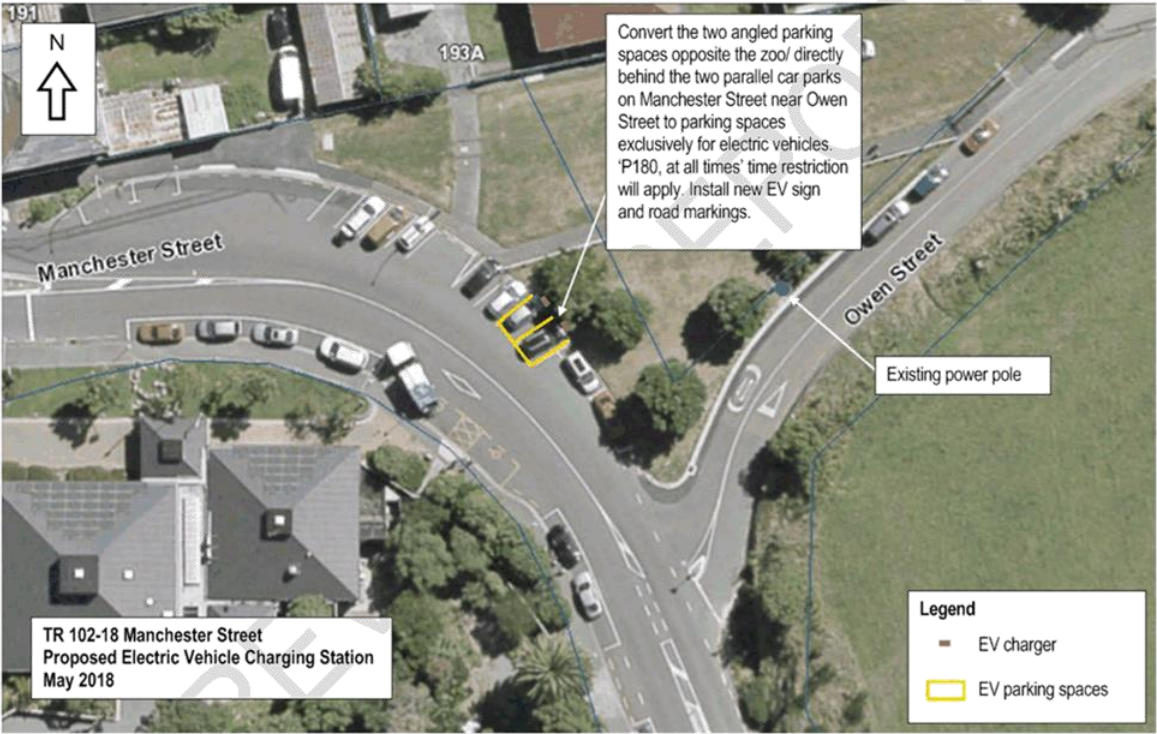 191
N
193A
Convert the two angled parking
spaces opposite the zoo/ directly
behind the two parallel car parks
on Manchester Street near Owen
Street to parking spaces
exclusively for electric vehicles.
‘P180, at all times’ time restriction
will apply. Install new EV sign
and road markings.
Manchester Street
Owen Street
Existing power pole
TR 102-18 Manchester Street
Proposed Electric Vehicle Charging Station
May 2018
Legend
EV charger
EV parking spaces